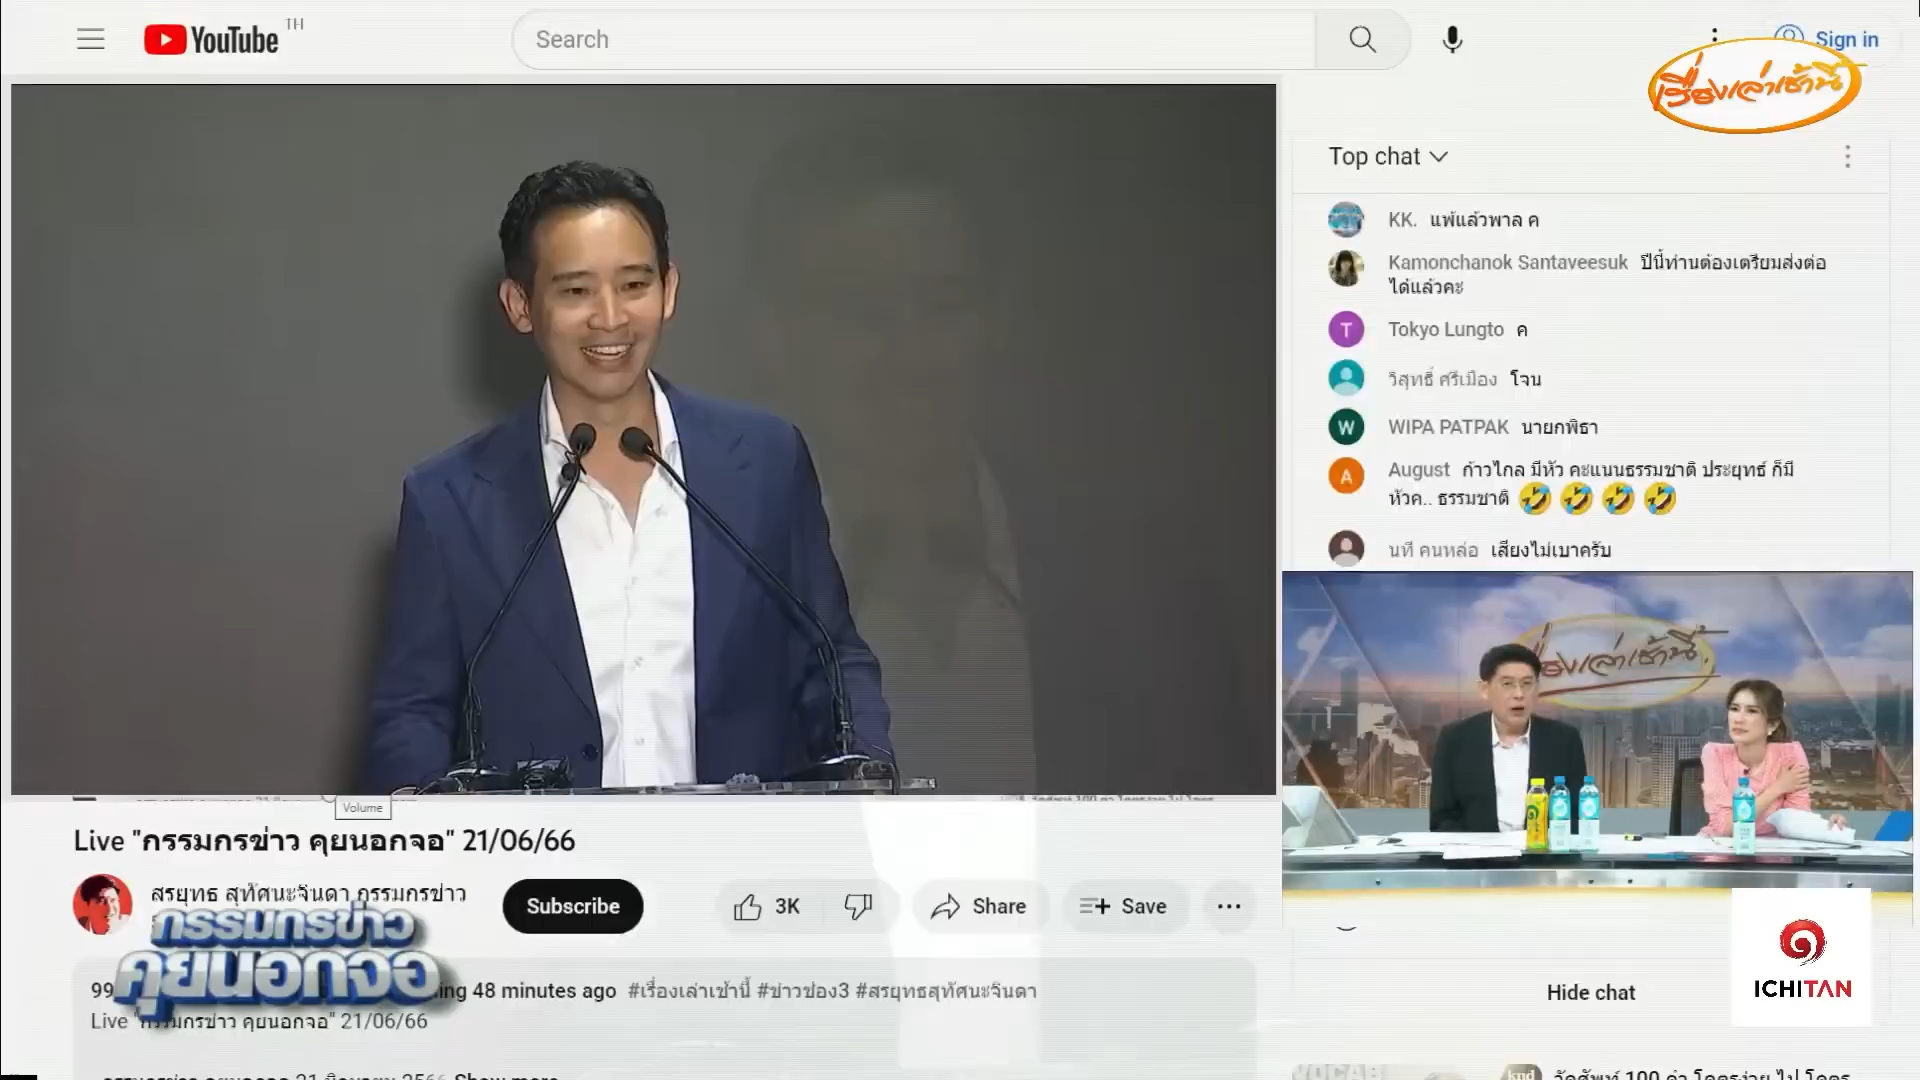 YouTube TH
Search
Sign in
เรื่องเล่าเช้านี้
Top chat
KK. แพ้แล้วพาล ค
Kamonchanok Santaveesuk ปีนี้ท่านต้องเตรียมส่งต่อ
ได้แล้วคะ
T
Tokyo Lungto ค
วิสุทธิ์ ศรีเมือง โจบ
W
WIPA PATPAK นายกพิธา
A
August ก้าวไกล มีหัว คะแนนธรรมชาติ ประยุทธ์ ก็มี
หัวค.. ธรรมชาติ 🤣🤣🤣🤣
นที คนหล่อ เสียงไม่เบาครับ
Volume
Live "กรรมกรข่าว คุยนอกจอ" 21/06/66
สรยุทธ สุทัศนะจินดา กรรมกรข่าว
Subscribe
3K
Share
Save
กรรมกรข่าว
คุยนอกจอ
48 minutes ago #เรื่องเล่าเช้านี้ #ข่าวช่อง3 #สรยุทธสุทัศนะจินดา
Live "กรรมกรข่าว คุยนอกจอ" 21/06/66
Hide chat
ICHITAN
VOCAB
knd